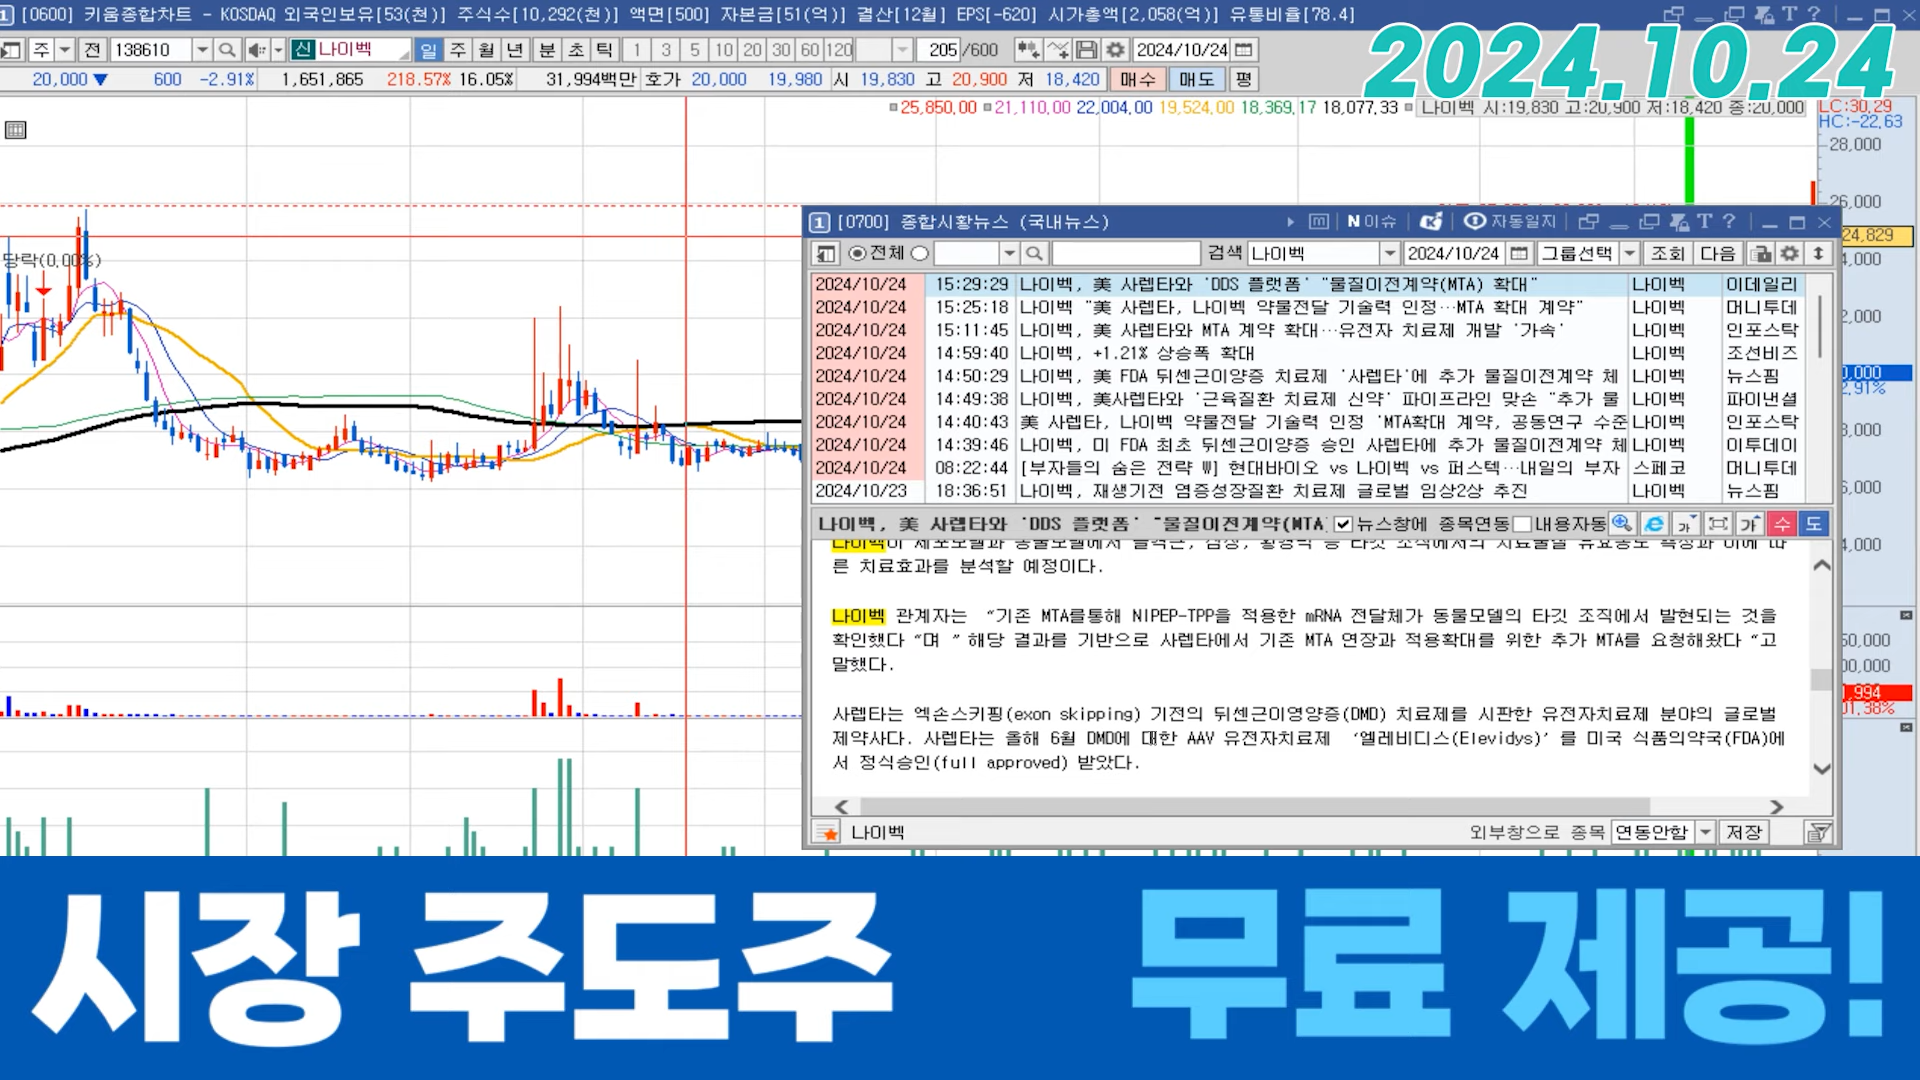 [0600] 키움종합차트 - KOSDAQ 외국인보유[53(천)] 주식수[10,292(천)] 액면[500] 자본금[51(억)] 결산[12월] EPS[-620] 시가총액[2,058(억)] 유통비율[78.4]
2024.10.24
주 전 138610 신 나이벡 일 주 월 년 분 초 틱 1 3 5 10 20 30 60 120 205 /600 2024/10/24
20,000 ▼ 600 -2.91% 1,651,865 218.57% 16.05% 31,994백만 호가 20,000 19,980 시 19,830 고 20,900 저 18,420 매수 매도 평
25,850.00 21,110.00 22,004.00 19,524.00 18,369.17 18,077.33 나이벡 시:19,830 고:20,900 저:18,420 종:20,000 LC:30.29
HC:-22.63
28,000
26,000
24,829
당락(0.00%)
1 [0700] 종합시황뉴스 (국내뉴스) N이슈 자동일지
전체 검색 나이벡 2024/10/24 그룹선택 조회 다음
2024/10/24 15:29:29 나이벡, 美 사렙타와 'DDS 플랫폼' "물질이전계약(MTA) 확대" 나이벡 이데일리
2024/10/24 15:25:18 나이벡 "美 사렙타, 나이벡 약물전달 기술력 인정…MTA 확대 계약" 나이벡 머니투데
2024/10/24 15:11:45 나이벡, 美 사렙타와 MTA 계약 확대…유전자 치료제 개발 '가속' 나이벡 인포스탁
2024/10/24 14:59:40 나이벡, +1.21% 상승폭 확대 나이벡 조선비즈
2024/10/24 14:50:29 나이벡, 美 FDA 뒤센근이양증 치료제 '사렙타'에 추가 물질이전계약 체 나이벡 뉴스핌
2024/10/24 14:49:38 나이벡, 美사렙타와 '근육질환 치료제 신약' 파이프라인 맞손 "추가 물 나이벡 파이낸셜
2024/10/24 14:40:43 美 사렙타, 나이벡 약물전달 기술력 인정 'MTA확대 계약, 공동연구 수준 나이벡 인포스탁
2024/10/24 14:39:46 나이벡, 미 FDA 최초 뒤센근이양증 승인 사렙타에 추가 물질이전계약 체 나이벡 이투데이
2024/10/24 08:22:44 [부자들의 숨은 전략 Ⅶ] 현대바이오 vs 나이벡 vs 퍼스텍…내일의 부자 스페코 머니투데
2024/10/23 18:36:51 나이벡, 재생기전 염증성장질환 치료제 글로벌 임상2상 추진 나이벡 뉴스핌
나이벡, 美 사렙타와 'DDS 플랫폼' "물질이전계약(MTA) 뉴스창에 종목연동 내용자동 가 가 수 도
른 치료효과를 분석할 예정이다.
나이벡 관계자는 “기존 MTA를통해 NIPEP-TPP을 적용한 mRNA 전달체가 동물모델의 타깃 조직에서 발현되는 것을
확인했다 “며 ” 해당 결과를 기반으로 사렙타에서 기존 MTA 연장과 적용확대를 위한 추가 MTA를 요청해왔다 “고
말했다.
사렙타는 엑손스키핑(exon skipping) 기전의 뒤센근이영양증(DMD) 치료제를 시판한 유전자치료제 분야의 글로벌
제약사다. 사렙타는 올해 6월 DMD에 대한 AAV 유전자치료제 ‘엘레비디스(Elevidys)’ 를 미국 식품의약국(FDA)에
서 정식승인(full approved) 받았다.
나이벡 외부창으로 종목 연동안함 저장
시장 주도주 무료 제공!